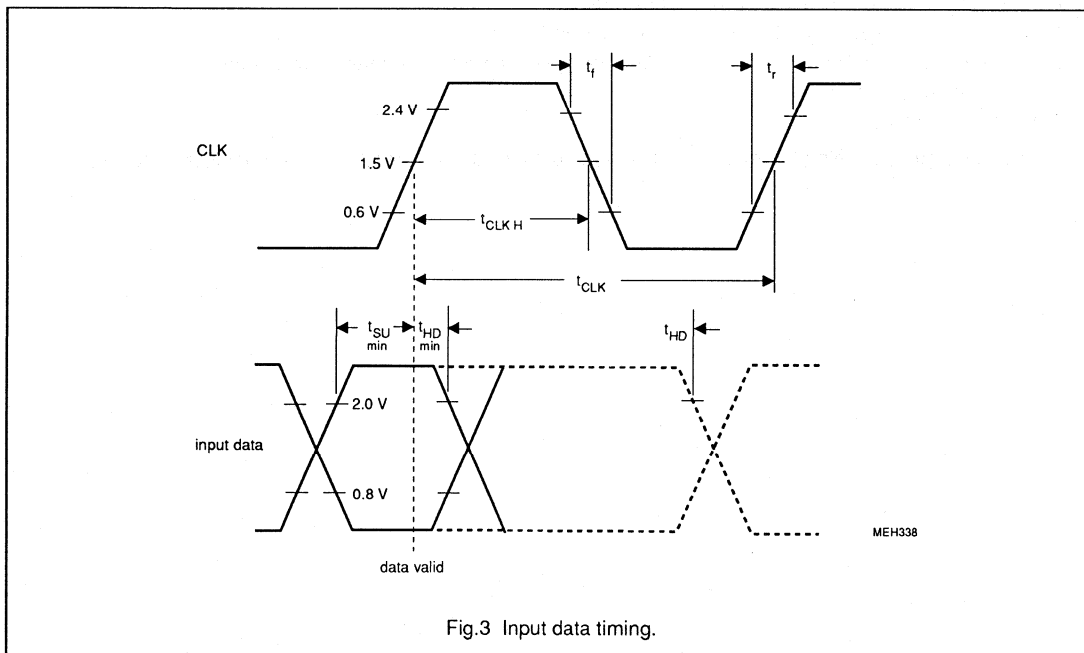 t_f
t_r
2.4 V
CLK
1.5 V
0.6 V
t_CLK H
t_CLK
t_SU min
t_HD min
t_HD
2.0 V
input data
0.8 V
MEH338
data valid
Fig.3 Input data timing.